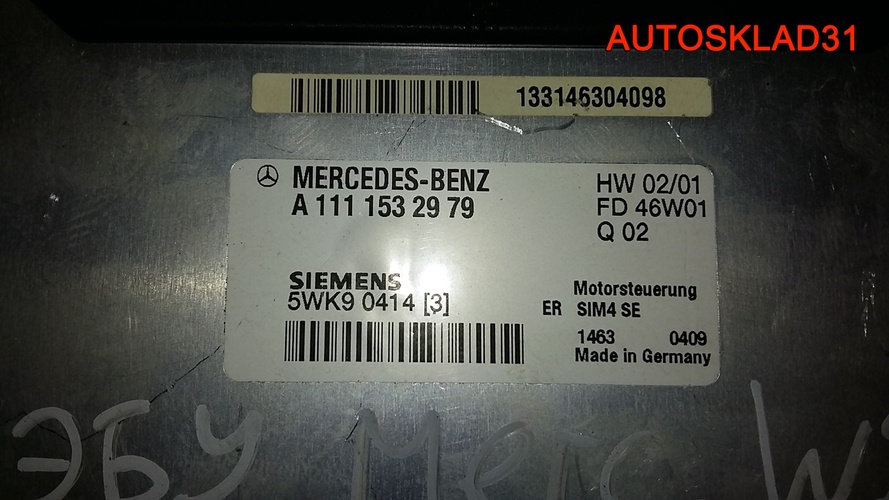 AUTOSKLAD31
133146304098
MERCEDES-BENZ
A 111 153 29 79
HW 02/01
FD 46W01
Q 02
SIEMENS
5WK9 0414 [3]
Motorsteuerung
ER SIM4 SE
1463 0409
Made in Germany
ЭБУ Merc W